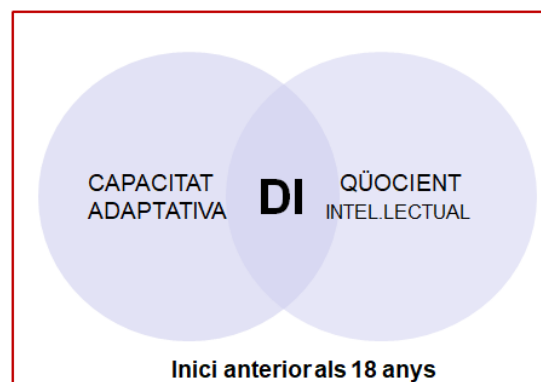 CAPACITAT
ADAPTATIVA
DI
QÜOCIENT
INTEL.LECTUAL
Inici anterior als 18 anys